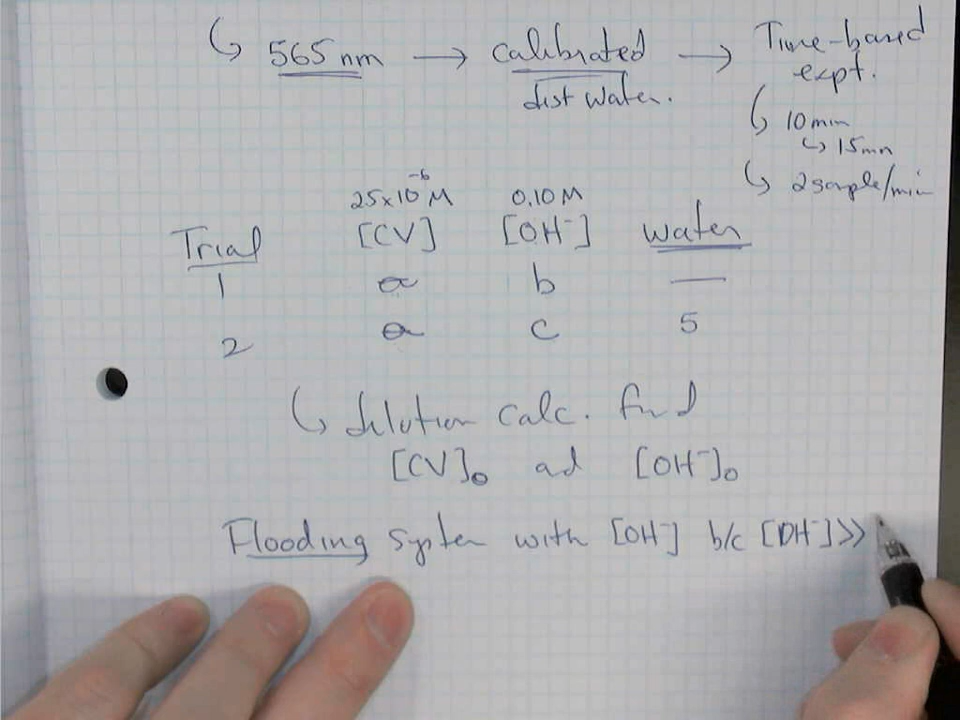 ↳ 565 nm → Calibrated → Time-based
dist water. expt.
↳ 10 min
↳ 15 min
↳ 2 sample/min
25x10⁻⁶ M 0.10 M
Trial [CV] [OH⁻] water
1 a b —
2 a c 5
↳ dilution calc. find
[CV]₀ ad [OH⁻]₀
Flooding system with [OH⁻] b/c [OH⁻]>>